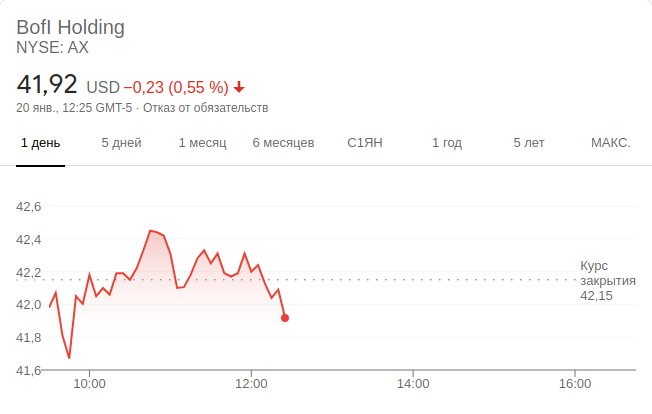 BofI Holding
NYSE: AX
41,92 USD −0,23 (0,55 %)
20 янв., 12:25 GMT-5 · Отказ от обязательств
1 день 5 дней 1 месяц 6 месяцев С1ЯН 1 год 5 лет МАКС.
42,6
42,4
42,2
42,0
41,8
41,6
Курс
закрытия
42,15
10:00 12:00 14:00 16:00